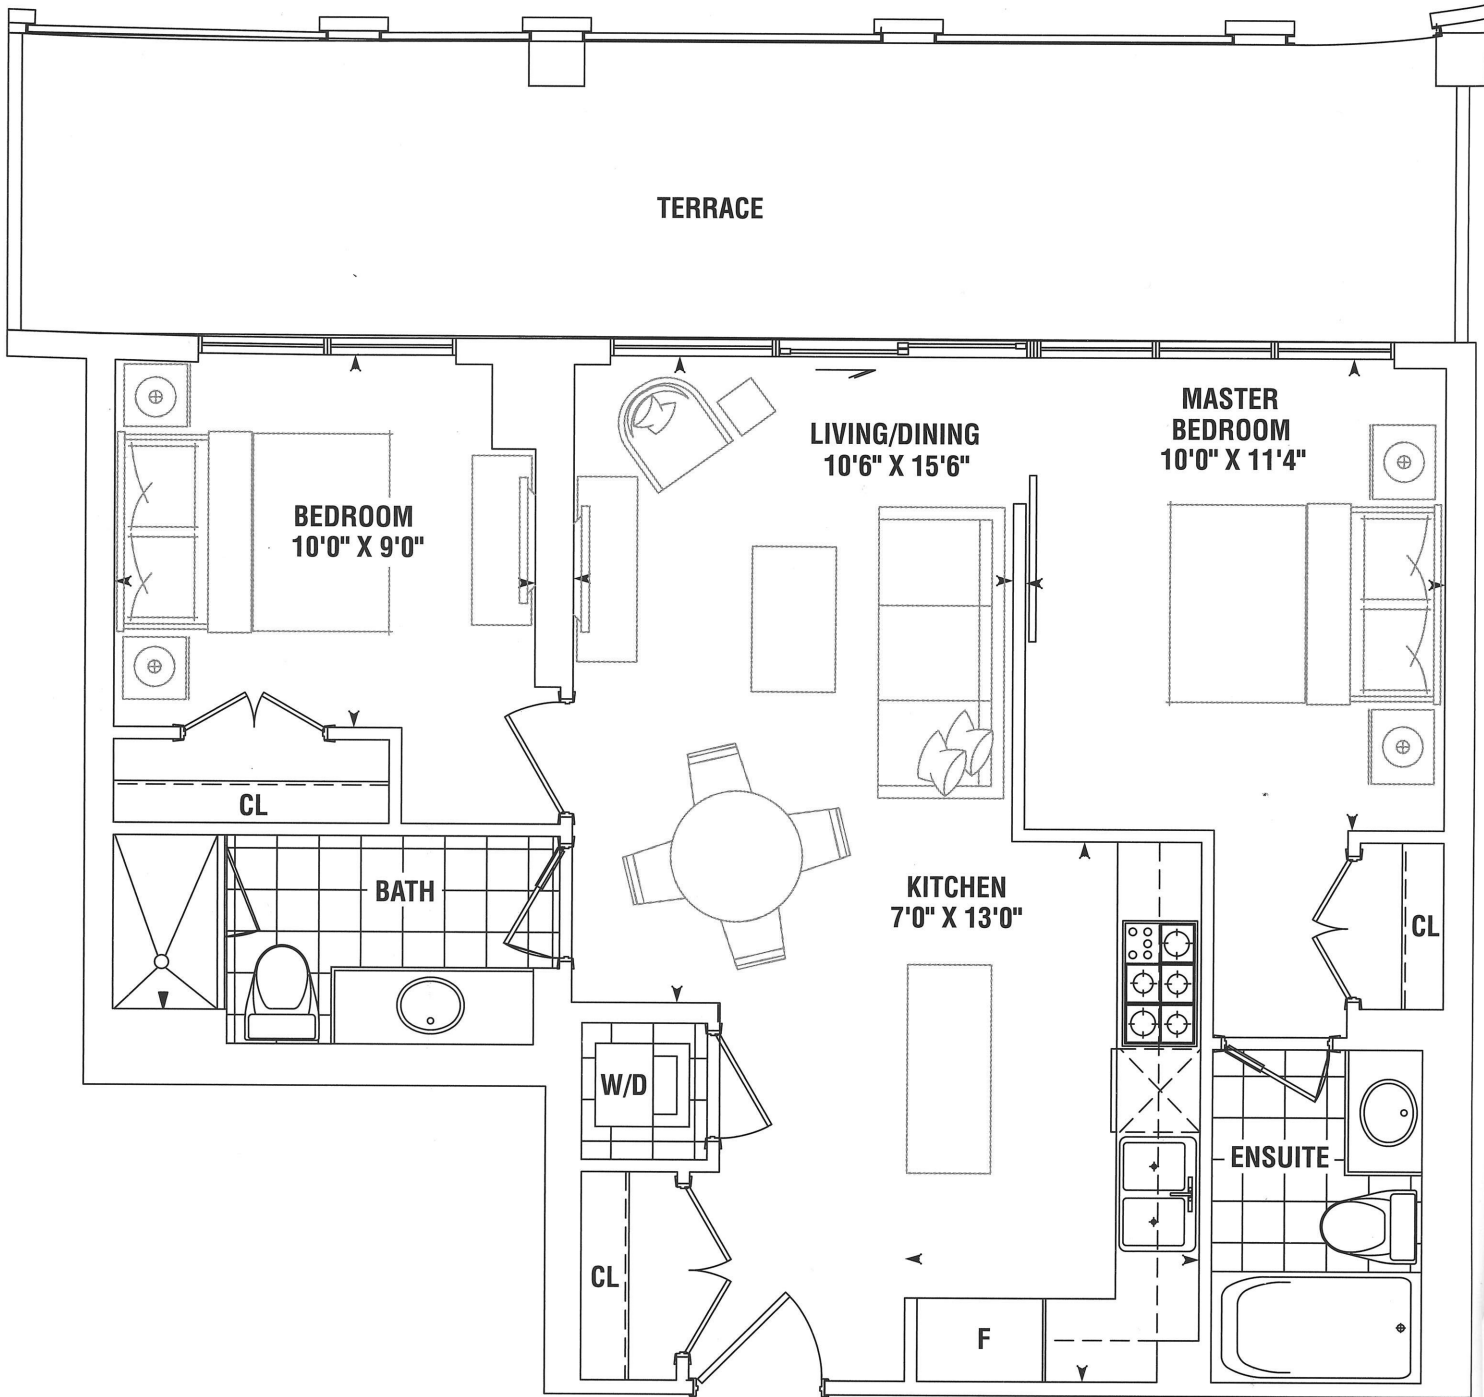 TERRACE
MASTER
BEDROOM
10'0" X 11'4"
LIVING/DINING
10'6" X 15'6"
BEDROOM
10'0" X 9'0"
CL
BATH
KITCHEN
7'0" X 13'0"
CL
W/D
ENSUITE
CL
F